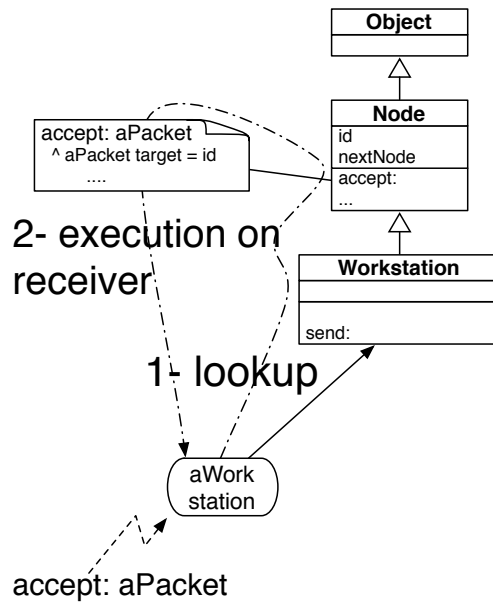 Object
Node
id
nextNode
accept:
...
accept: aPacket
^ aPacket target = id
....
2- execution on
receiver
Workstation
send:
1- lookup
aWork
station
accept: aPacket